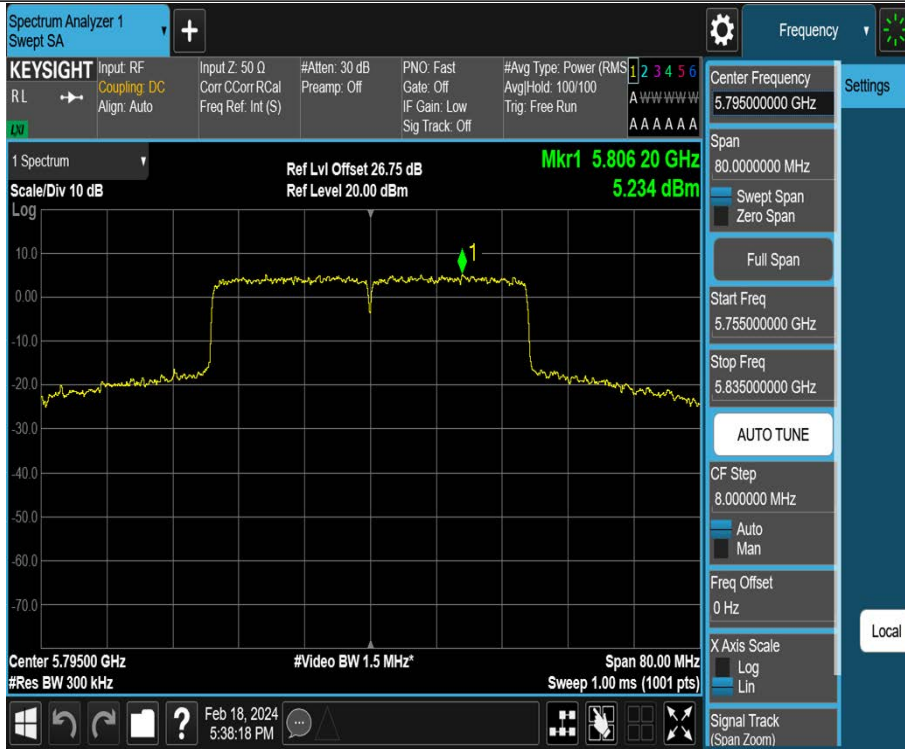 Spectrum Analyzer 1
Swept SA
+
Frequency
KEYSIGHT
R L
LXI
Input: RF
Coupling: DC
Align: Auto
Input Z: 50 Ω
Corr CCorr RCal
Freq Ref: Int (S)
#Atten: 30 dB
Preamp: Off
PNO: Fast
Gate: Off
IF Gain: Low
Sig Track: Off
#Avg Type: Power (RMS
Avg|Hold: 100/100
Trig: Free Run
1 2 3 4 5 6
A W W W W W
A A A A A A
1 Spectrum
Scale/Div 10 dB
Log
Ref Lvl Offset 26.75 dB
Ref Level 20.00 dBm
Mkr1 5.806 20 GHz
5.234 dBm
1
10.0
0.00
-10.0
-20.0
-30.0
-40.0
-50.0
-60.0
-70.0
Center 5.79500 GHz
#Res BW 300 kHz
#Video BW 1.5 MHz*
Span 80.00 MHz
Sweep 1.00 ms (1001 pts)
Center Frequency
5.795000000 GHz
Settings
Span
80.0000000 MHz
Swept Span
Zero Span
Full Span
Start Freq
5.755000000 GHz
Stop Freq
5.835000000 GHz
AUTO TUNE
CF Step
8.000000 MHz
Auto
Man
Freq Offset
0 Hz
X Axis Scale
Log
Lin
Local
Signal Track
(Span Zoom)
?
Feb 18, 2024
5:38:18 PM